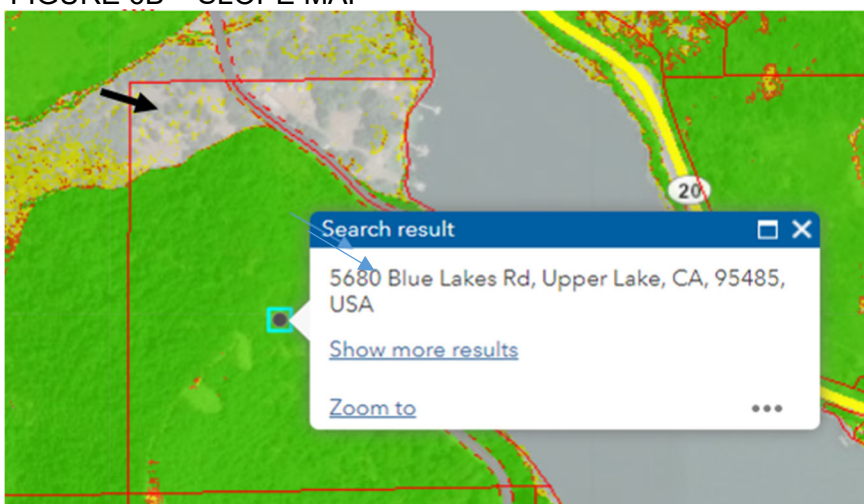 20
Search result
5680 Blue Lakes Rd, Upper Lake, CA, 95485,
USA
Show more results
Zoom to